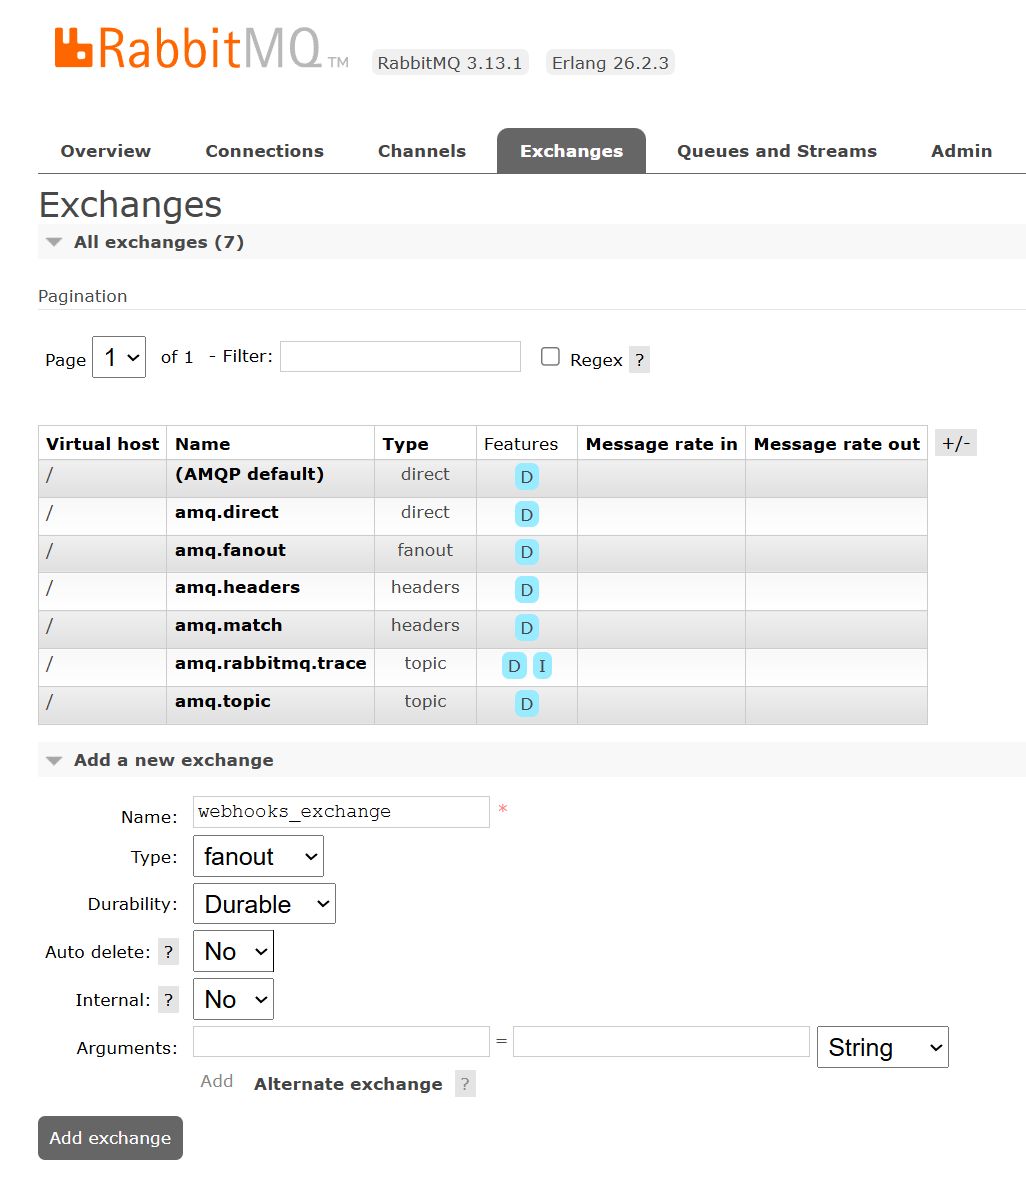 RabbitMQ TM RabbitMQ 3.13.1 Erlang 26.2.3
Overview Connections Channels Exchanges Queues and Streams Admin
Exchanges
All exchanges (7)
Pagination
Page 1 of 1 - Filter: Regex ?
Virtual host Name Type Features Message rate in Message rate out +/-
/ (AMQP default) direct D
/ amq.direct direct D
/ amq.fanout fanout D
/ amq.headers headers D
/ amq.match headers D
/ amq.rabbitmq.trace topic D I
/ amq.topic topic D
Add a new exchange
Name: webhooks_exchange *
Type: fanout
Durability: Durable
Auto delete: ? No
Internal: ? No
Arguments: = String
Add Alternate exchange ?
Add exchange